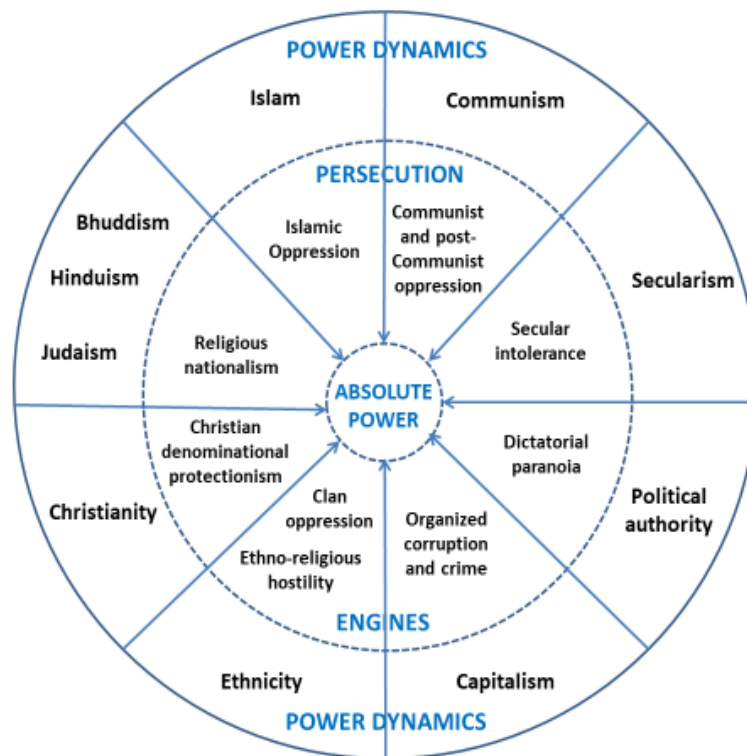 POWER DYNAMICS
Islam
Communism
PERSECUTION
Islamic
Oppression
Communist
and post-
Communist
oppression
Bhuddism
Hinduism
Judaism
Secularism
Religious
nationalism
Secular
intolerance
ABSOLUTE
POWER
Christian
denominational
protectionism
Dictatorial
paranoia
Christianity
Clan
oppression
Ethno-religious
hostility
Organized
corruption
and crime
Political
authority
ENGINES
Ethnicity
Capitalism
POWER DYNAMICS